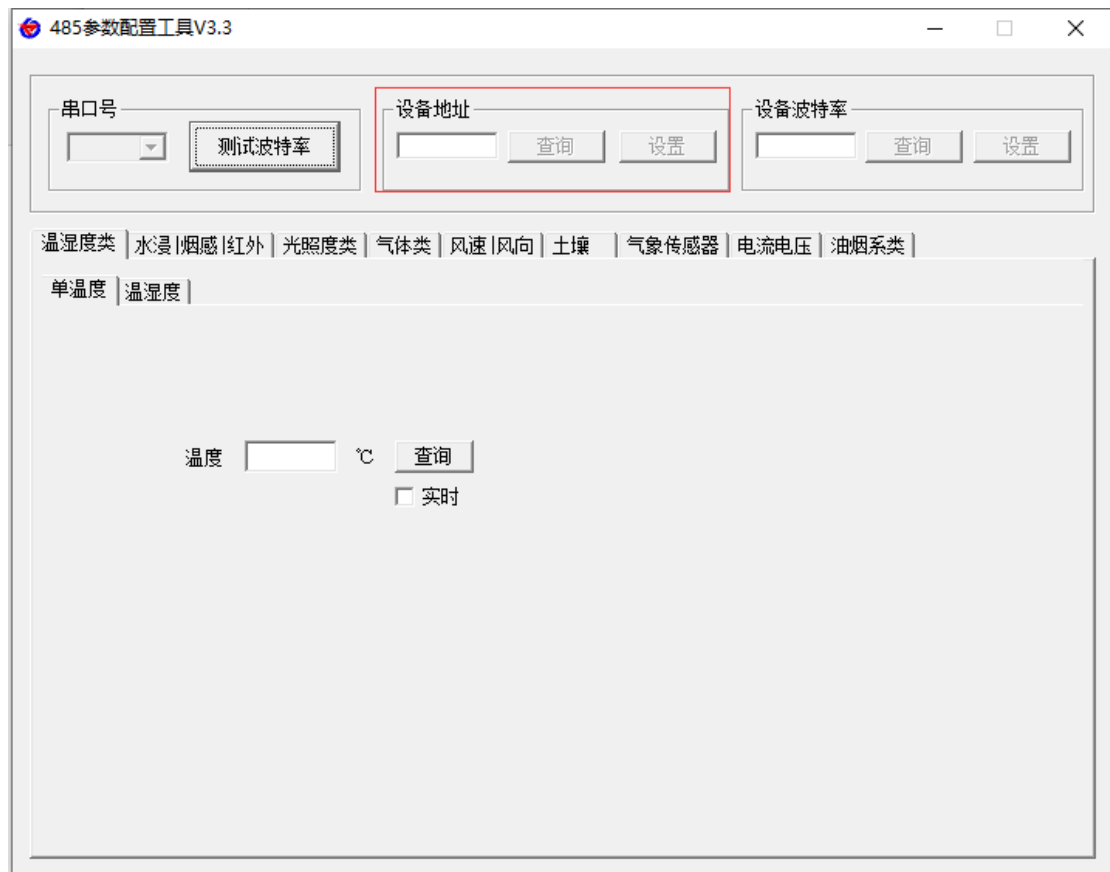 485参数配置工具V3.3
串口号 设备地址 设备波特率
测试波特率 查询 设置 查询 设置
温湿度类 水浸|烟感|红外 光照度类 气体类 风速|风向 土壤 气象传感器 电流电压 油烟系类
单温度 温湿度
温度 ℃ 查询
实时